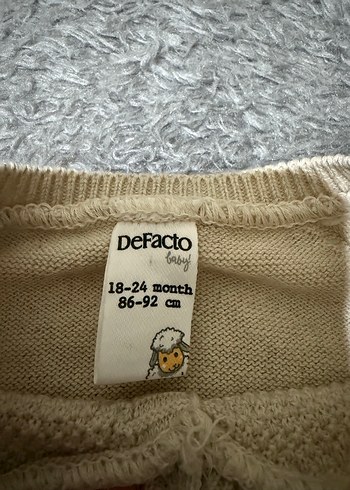 DeFacto
baby!
18-24 month
86-92 cm